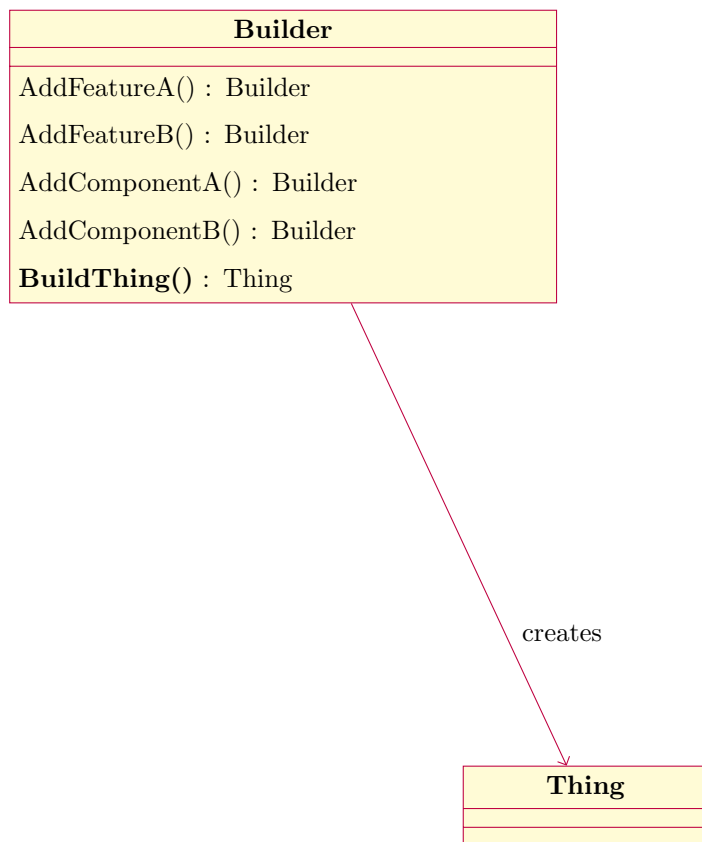 Builder
AddFeatureA() : Builder
AddFeatureB() : Builder
AddComponentA() : Builder
AddComponentB() : Builder
BuildThing() : Thing
creates
Thing